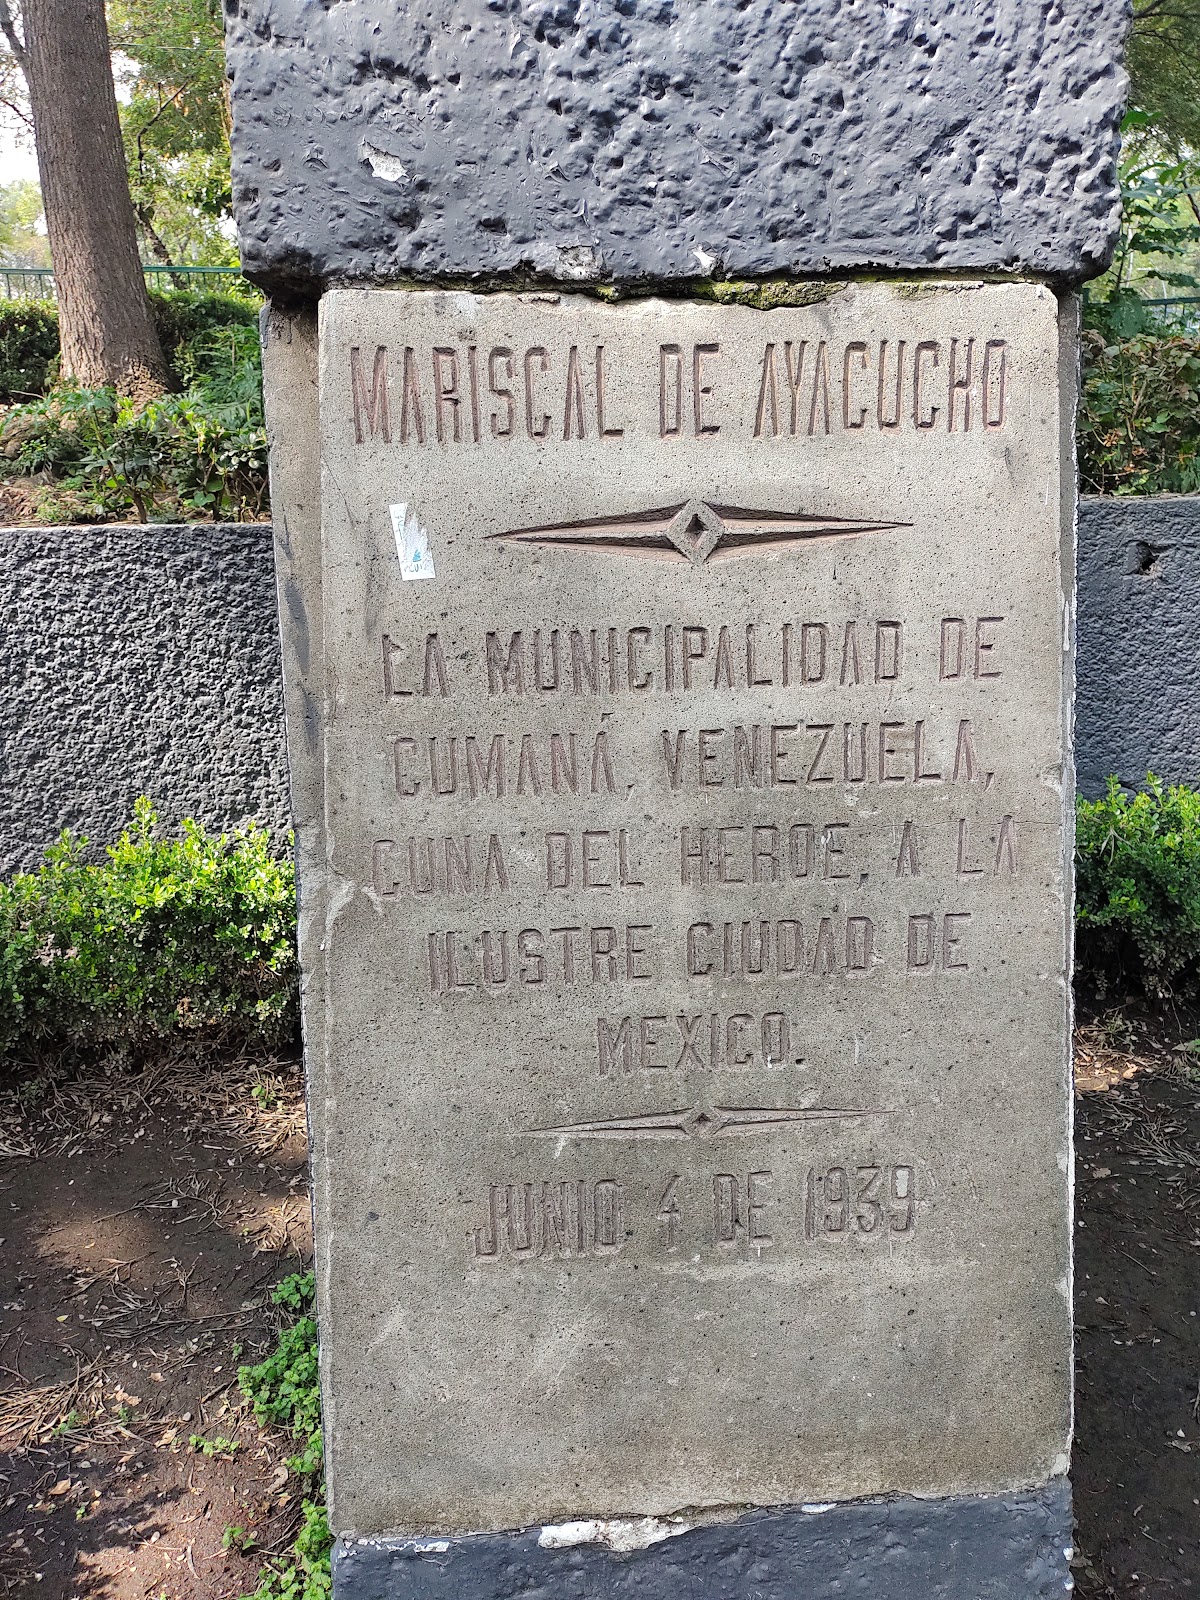 MARISCAL DE AYACUCHO
LA MUNICIPALIDAD DE
CUMANÁ, VENEZUELA,
CUNA DEL HEROE, A LA
ILUSTRE CIUDAD DE
MEXICO.
JUNIO 4 DE 1939